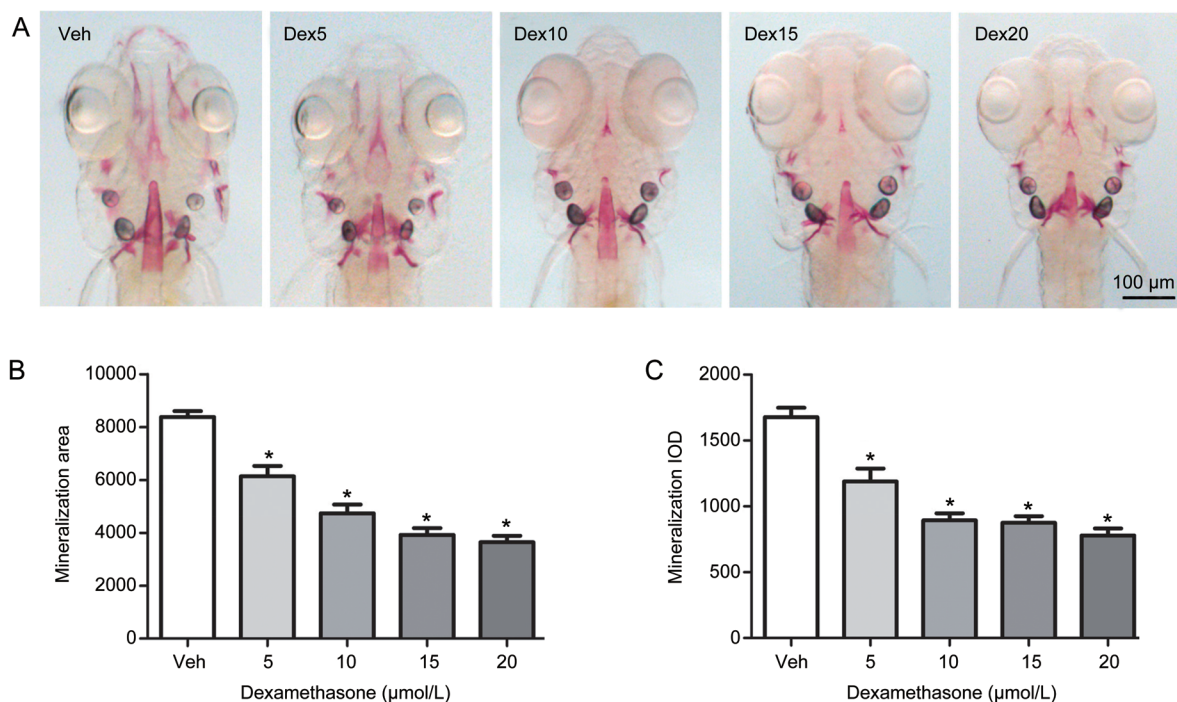 A
Veh
Dex5
Dex10
Dex15
Dex20
100 µm
B
Mineralization area
10000
8000
6000
4000
2000
0
*
*
*
*
Veh
5
10
15
20
Dexamethasone (µmol/L)
C
Mineralization IOD
2000
1500
1000
500
0
*
*
*
*
Veh
5
10
15
20
Dexamethasone (µmol/L)